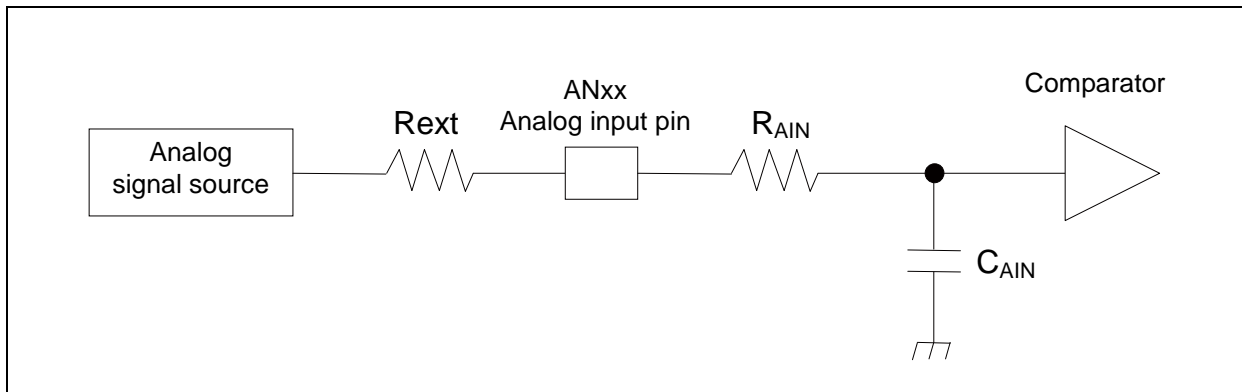 Analog
signal source
Rext
ANxx
Analog input pin
RAIN
CAIN
Comparator